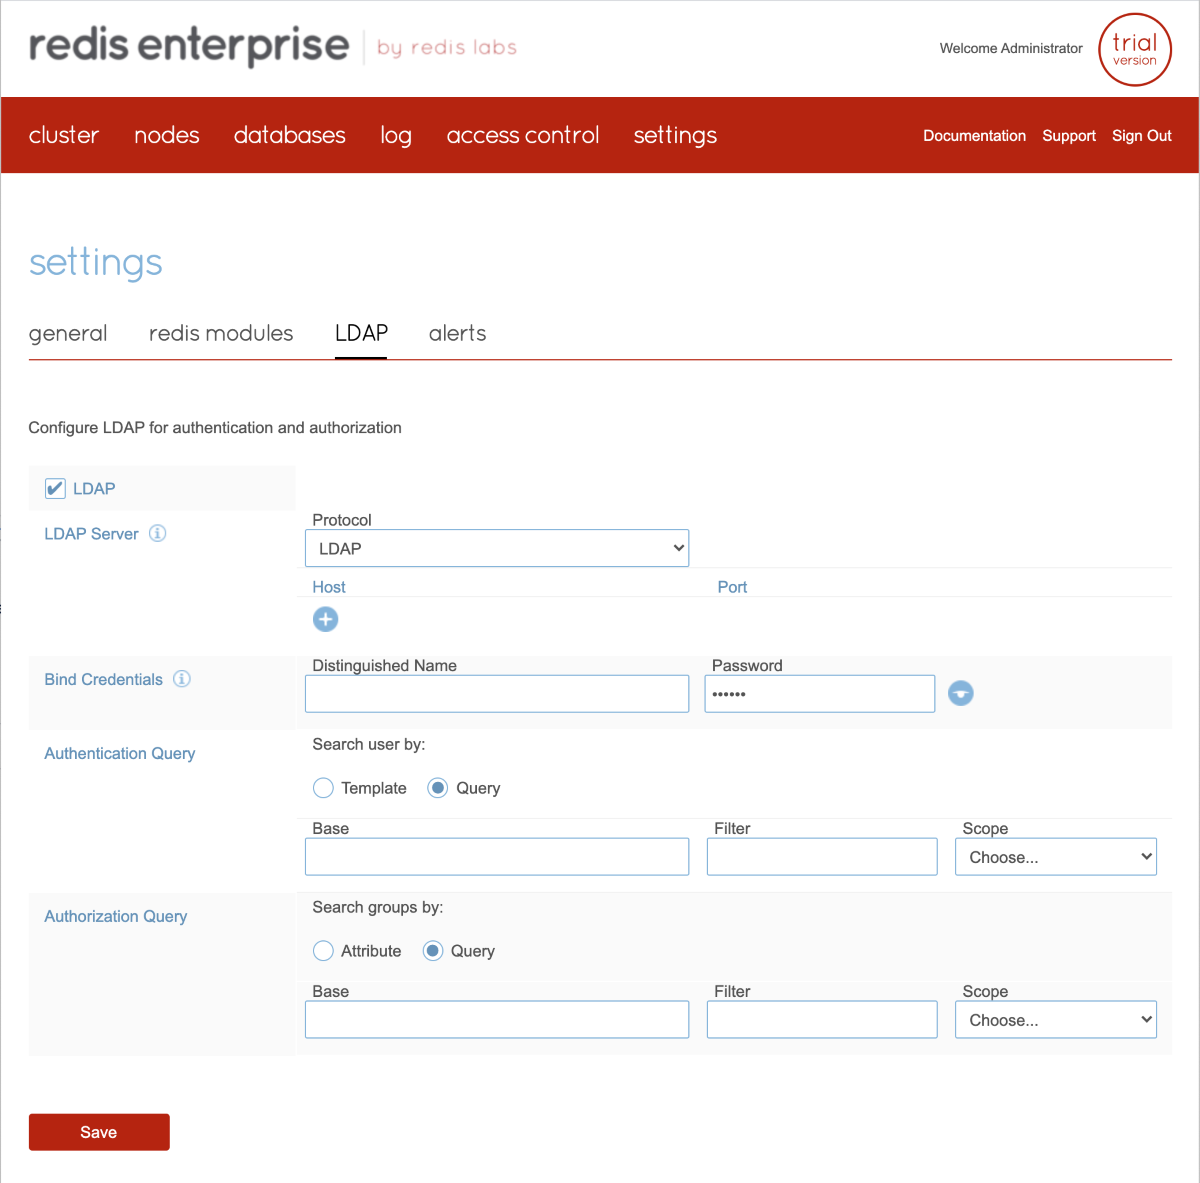 redis enterprise by redis labs
Welcome Administrator
trial
version
cluster nodes databases log access control settings Documentation Support Sign Out
settings
general redis modules LDAP alerts
Configure LDAP for authentication and authorization
LDAP
LDAP Server
Protocol
LDAP
Host Port
Bind Credentials
Distinguished Name Password
••••••
Authentication Query
Search user by:
Template Query
Base Filter Scope
Choose...
Authorization Query
Search groups by:
Attribute Query
Base Filter Scope
Choose...
Save